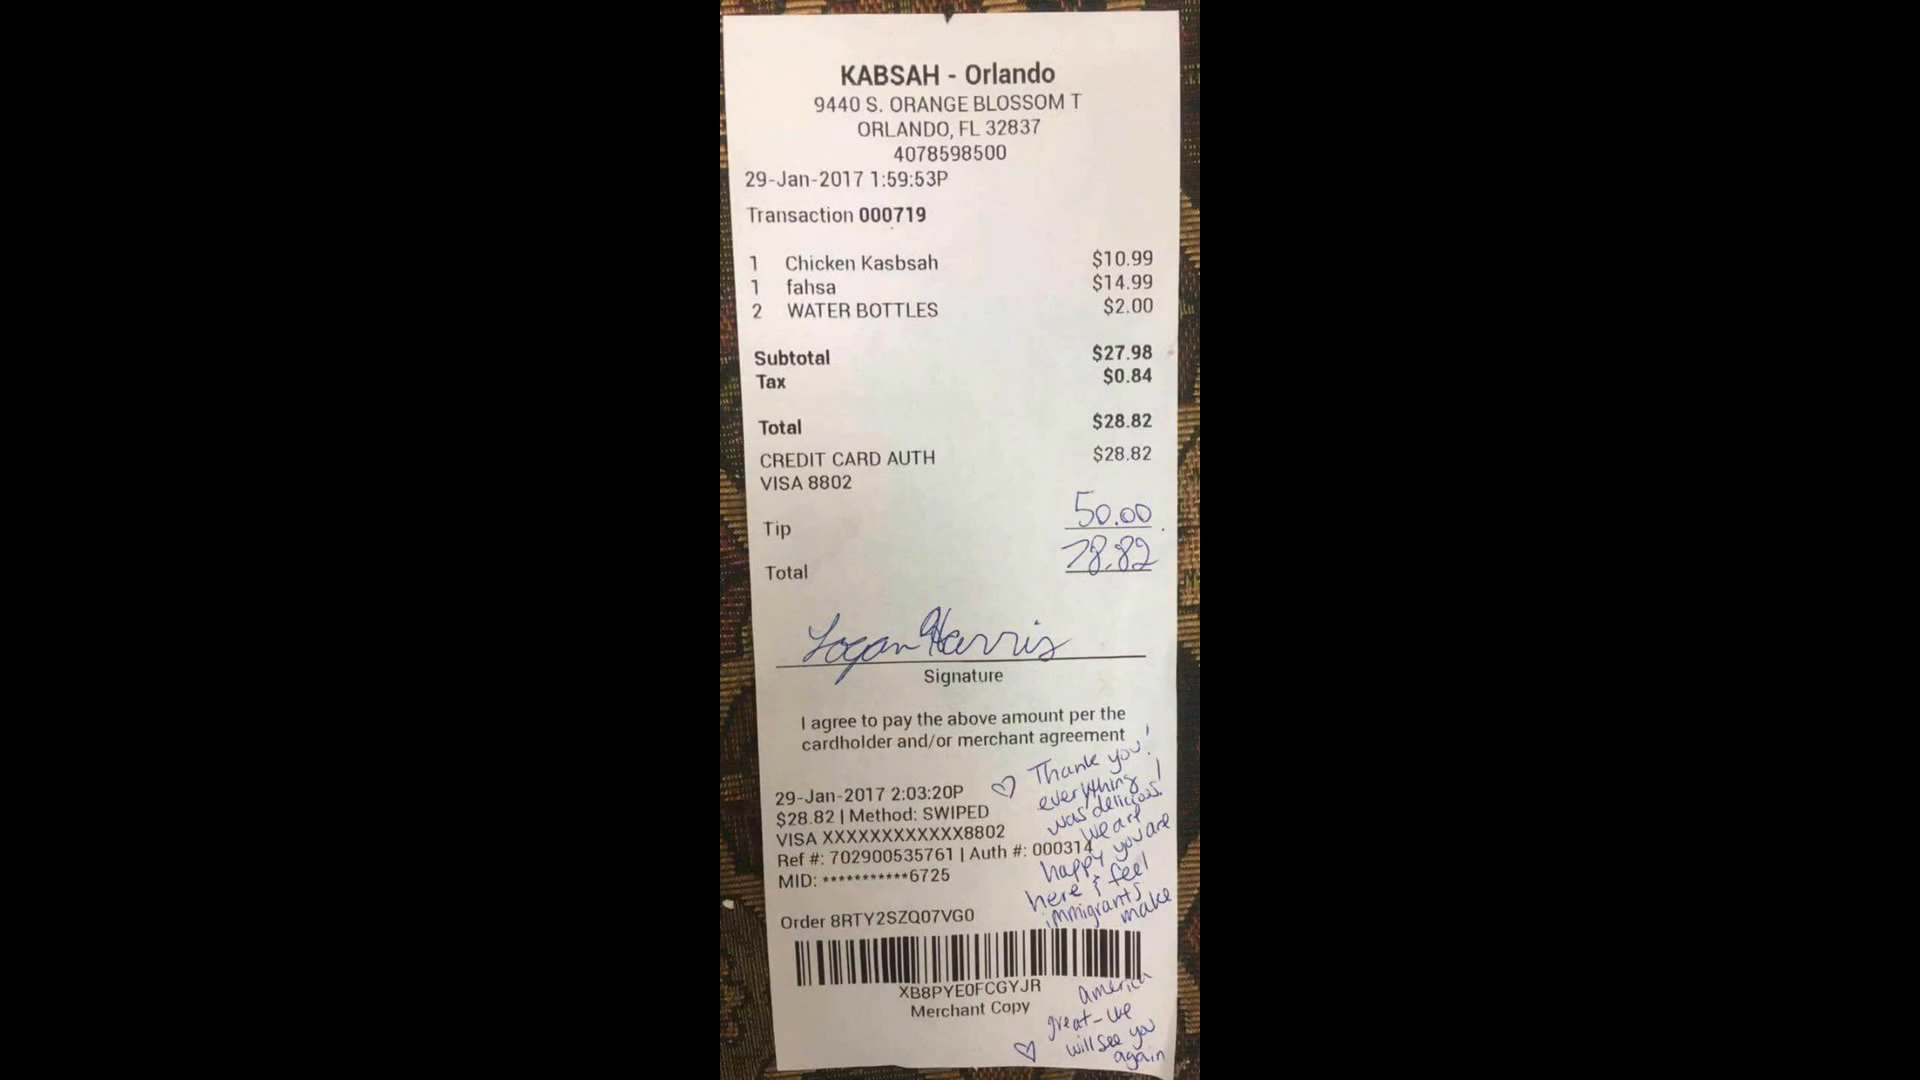 KABSAH - Orlando
9440 S. ORANGE BLOSSOM T
ORLANDO, FL 32837
4078598500
29-Jan-2017 1:59:53P
Transaction 000719
1 Chicken Kasbsah $10.99
1 fahsa $14.99
2 WATER BOTTLES $2.00
Subtotal $27.98
Tax $0.84
Total $28.82
CREDIT CARD AUTH $28.82
VISA 8802
Tip 50.00
Total 78.82
Logan Harris
Signature
I agree to pay the above amount per the
cardholder and/or merchant agreement
29-Jan-2017 2:03:20P
$28.82 | Method: SWIPED
VISA XXXXXXXXXXXX8802
Ref #: 702900535761 | Auth #: 000314
MID: ***********6725
Order 8RTY2SZQ07VG0
XB8PYE0FCGYJR
Merchant Copy
♡ Thank you!
everything
was delicious!
We are
happy you are
here & feel
immigrants
make
america
great - we
will see you
♡ again